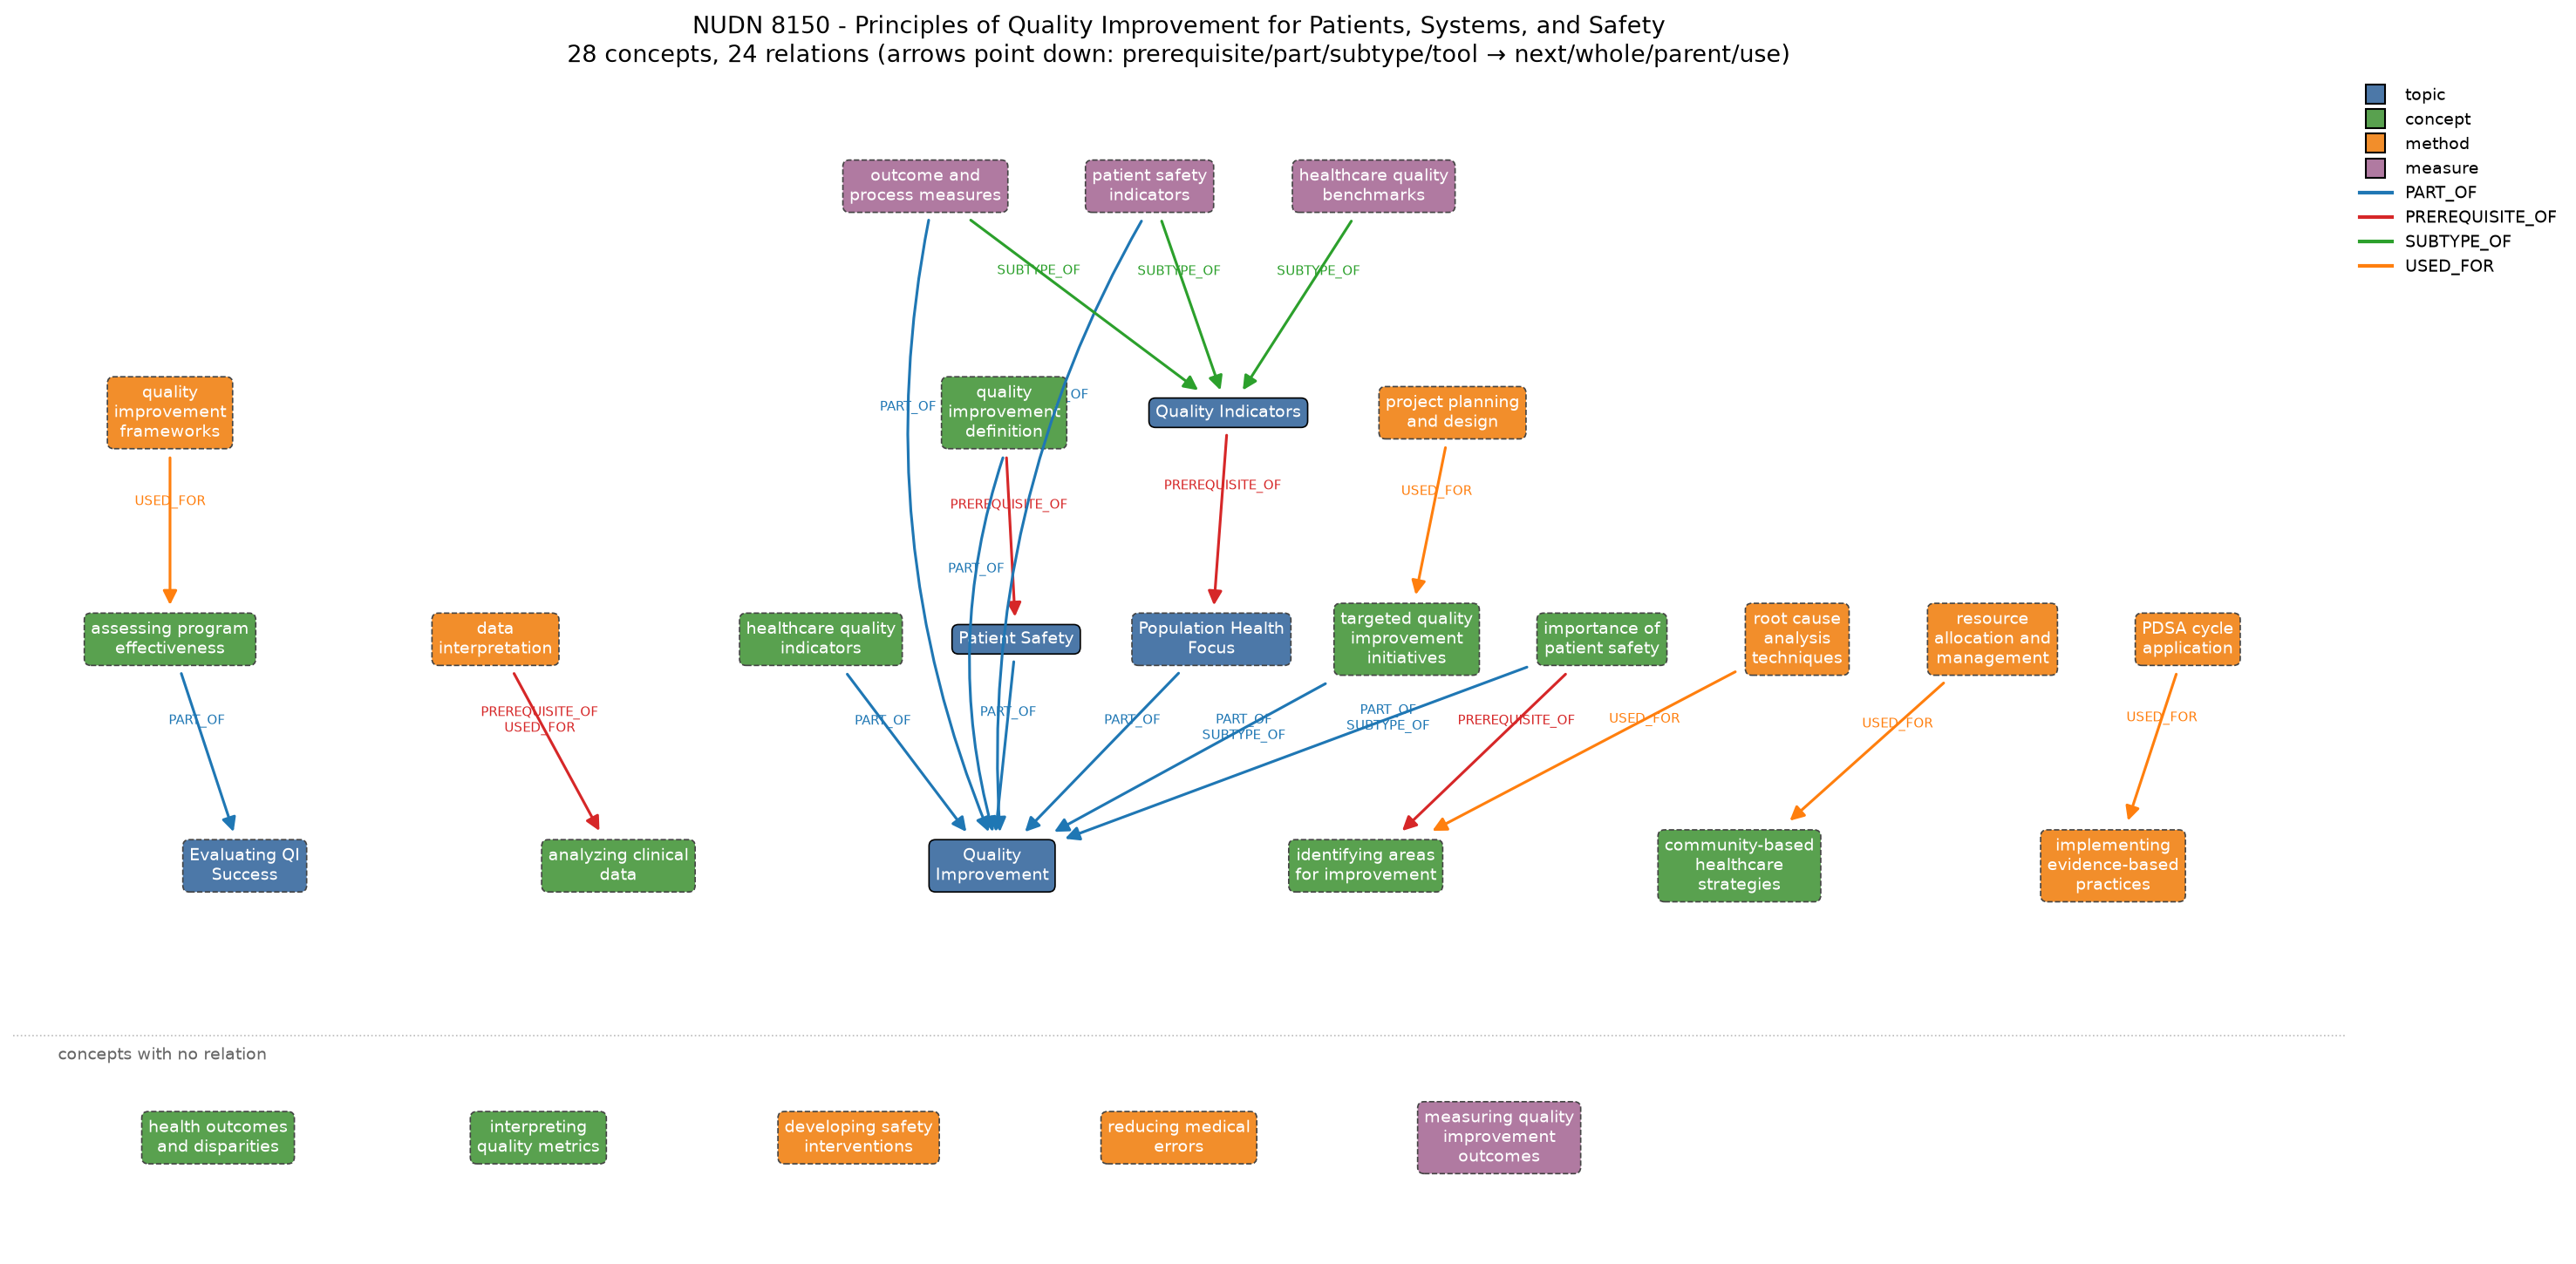 NUDN 8150 - Principles of Quality Improvement for Patients, Systems, and Safety
28 concepts, 24 relations (arrows point down: prerequisite/part/subtype/tool → next/whole/parent/use)
topic
concept
method
measure
PART_OF
PREREQUISITE_OF
SUBTYPE_OF
USED_FOR
outcome and
process measures
patient safety
indicators
healthcare quality
benchmarks
SUBTYPE_OF
SUBTYPE_OF
SUBTYPE_OF
quality
improvement
frameworks
PART_OF
quality
improvement
definition
_OF
Quality Indicators
project planning
and design
USED_FOR
PREREQUISITE_OF
PREREQUISITE_OF
USED_FOR
PART_OF
assessing program
effectiveness
data
interpretation
healthcare quality
indicators
Patient Safety
Population Health
Focus
targeted quality
improvement
initiatives
importance of
patient safety
root cause
analysis
techniques
resource
allocation and
management
PDSA cycle
application
PART_OF
PREREQUISITE_OF
USED_FOR
PART_OF
PART_OF
PART_OF
PART_OF
SUBTYPE_OF
PART_OF
SUBTYPE_OF
PREREQUISITE_OF
USED_FOR
USED_FOR
USED_FOR
Evaluating QI
Success
analyzing clinical
data
Quality
Improvement
identifying areas
for improvement
community-based
healthcare
strategies
implementing
evidence-based
practices
concepts with no relation
health outcomes
and disparities
interpreting
quality metrics
developing safety
interventions
reducing medical
errors
measuring quality
improvement
outcomes